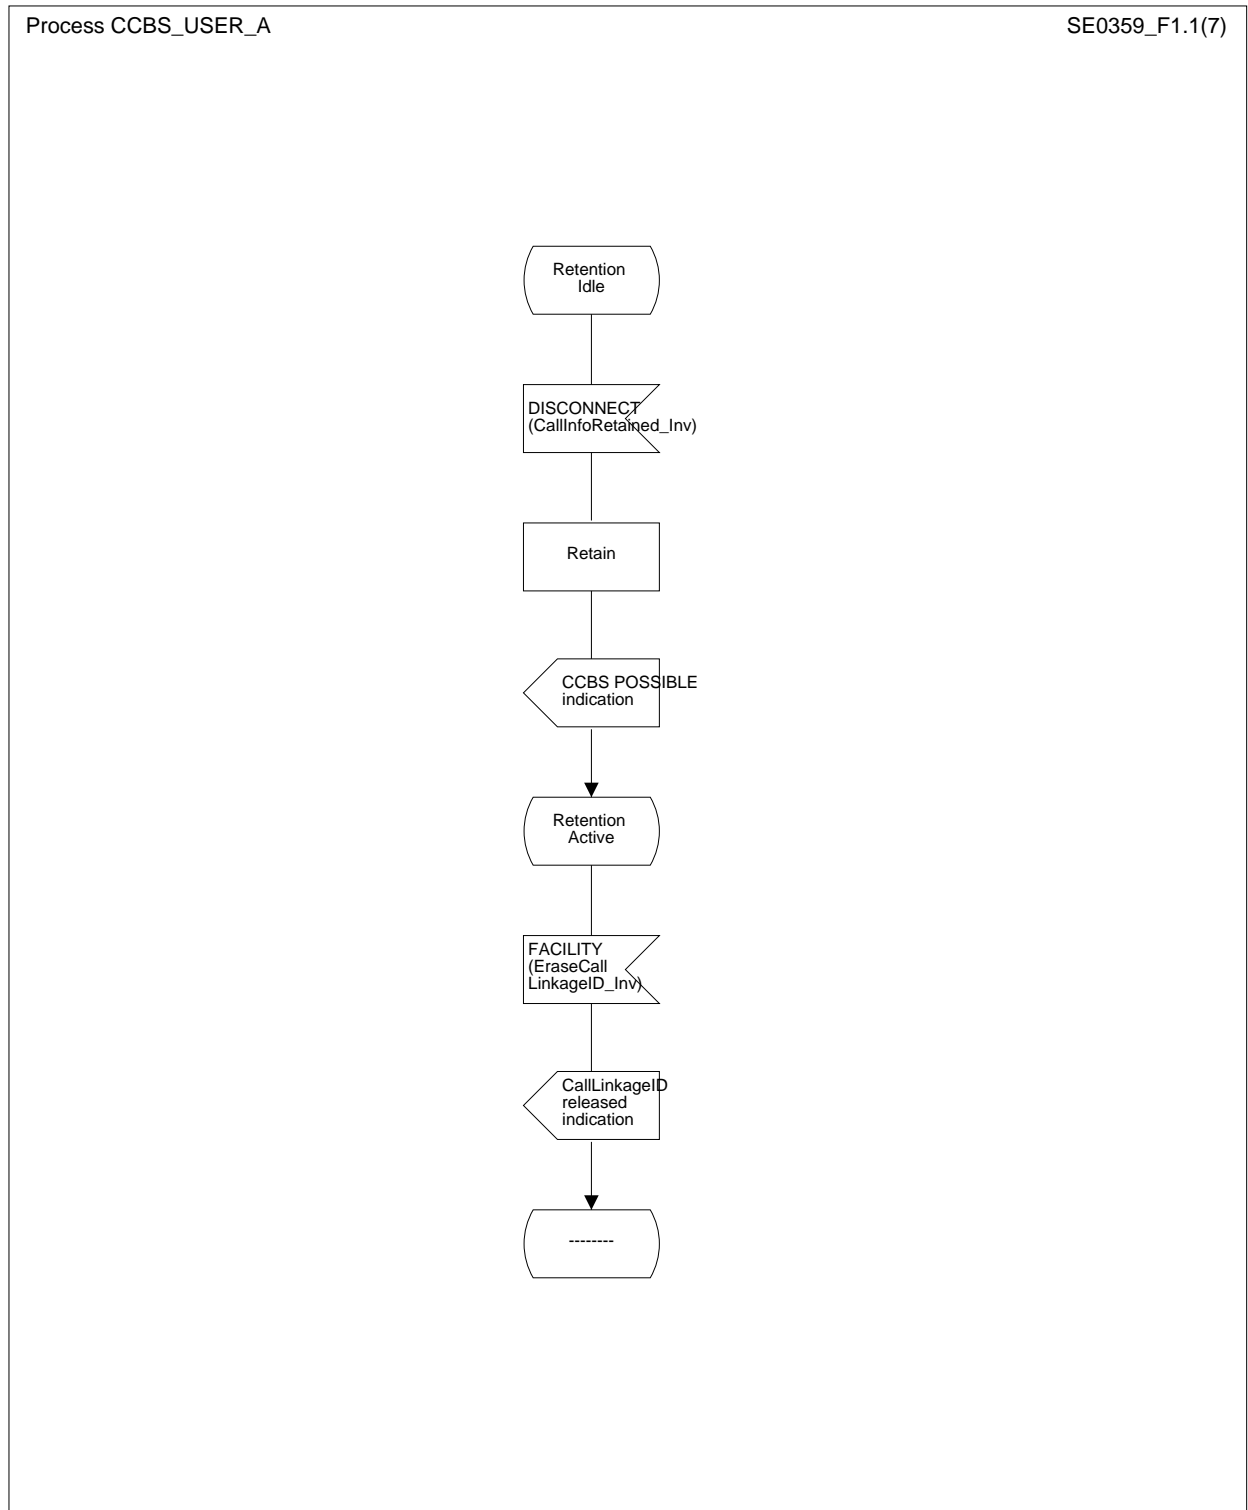 Process CCBS_USER_A
SE0359_F1.1(7)
Retention
Idle
DISCONNECT
(CallInfoRetained_Inv)
Retain
CCBS POSSIBLE
indication
Retention
Active
FACILITY
(EraseCall
LinkageID_Inv)
CallLinkageID
released
indication
--------